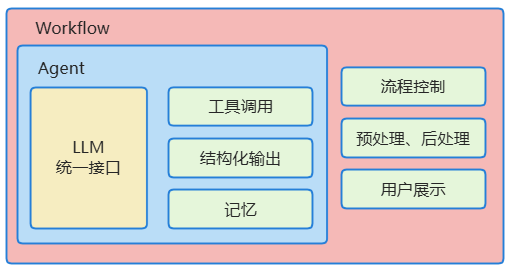 Workflow
Agent
LLM
统一接口
工具调用
结构化输出
记忆
流程控制
预处理、后处理
用户展示